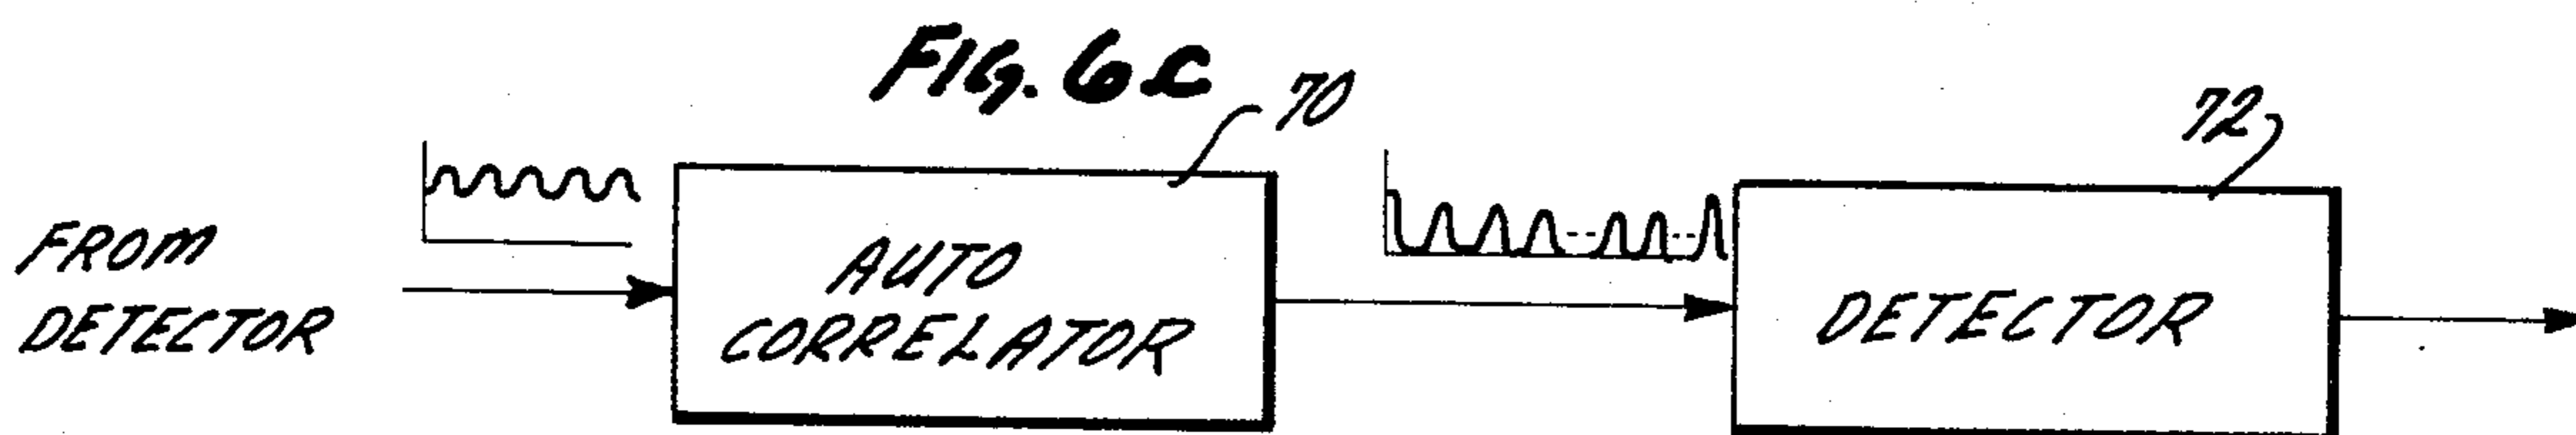 FIG. 6C
70
72
FROM
DETECTOR
AUTO
CORRELATOR
DETECTOR